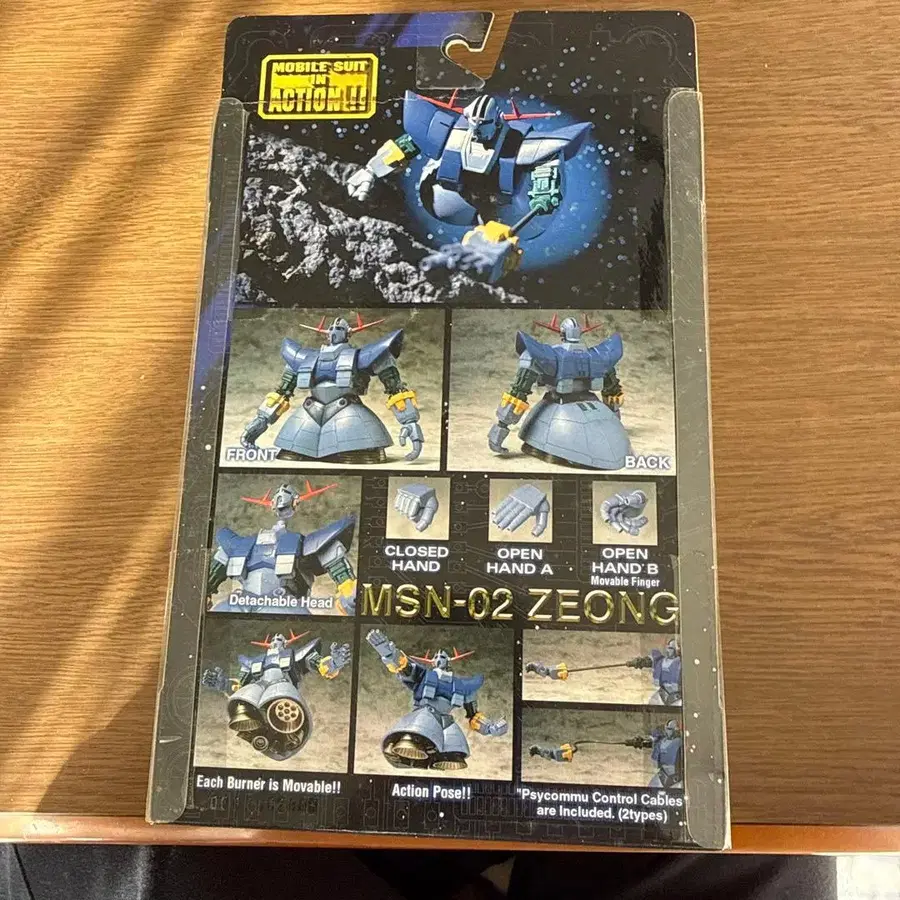 MOBILE SUIT
IN
ACTION!!
FRONT
BACK
CLOSED
HAND
OPEN
HAND A
OPEN
HAND B
Movable Finger
Detachable Head
MSN-02 ZEONG
Each Burner is Movable!!
Action Pose!!
"Psycommu Control Cables"
are Included. (2types)